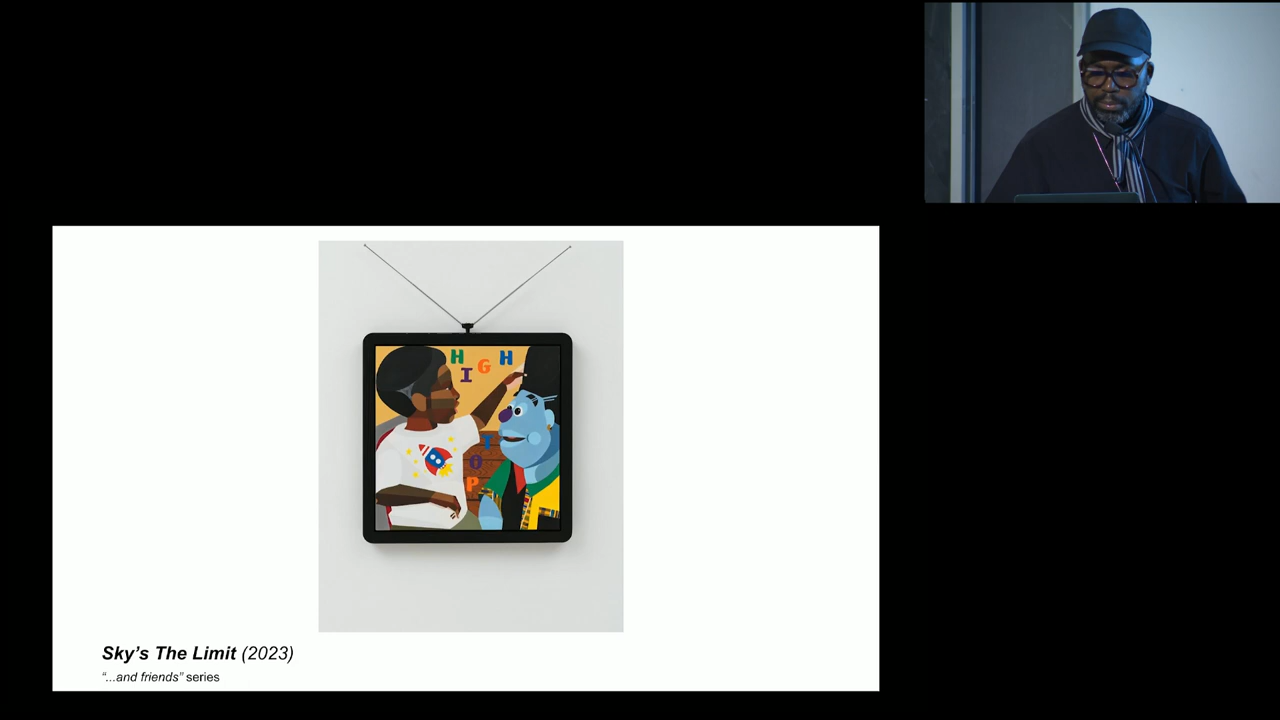 HIGH
TOP
Sky's The Limit (2023)
"...and friends" series